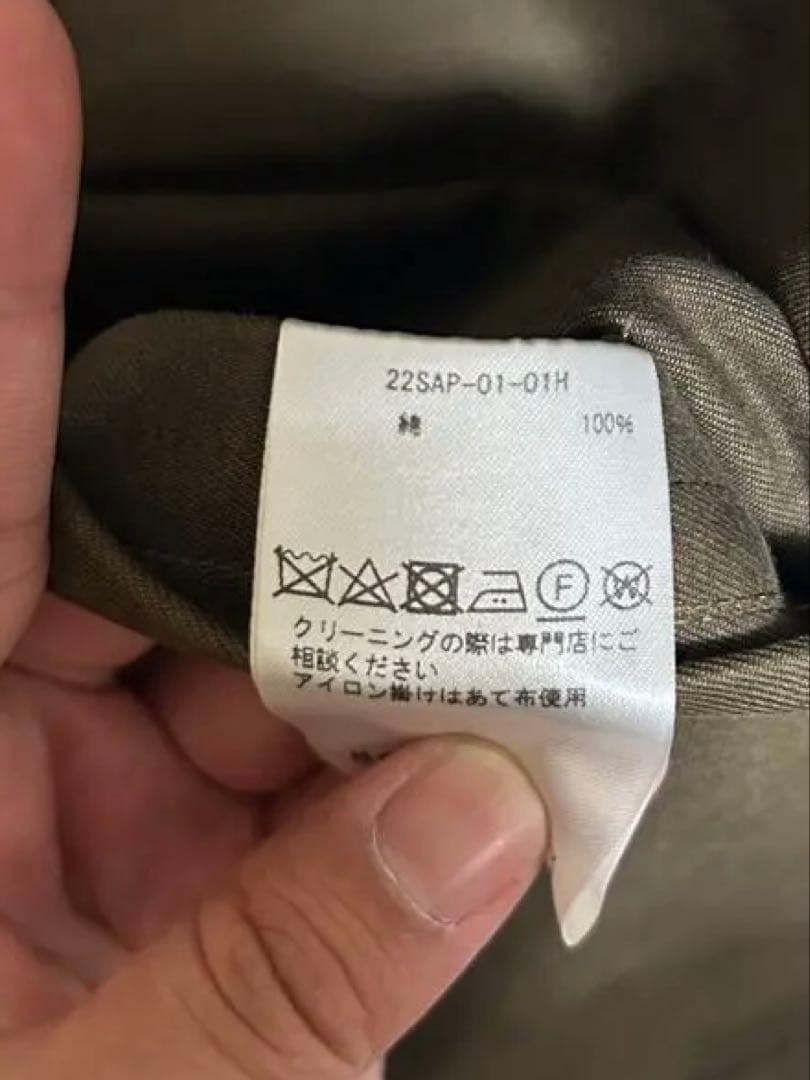 22SAP-01-01H
綿 100%
F
W
クリーニングの際は専門店にご
相談ください
アイロン掛けはあて布使用